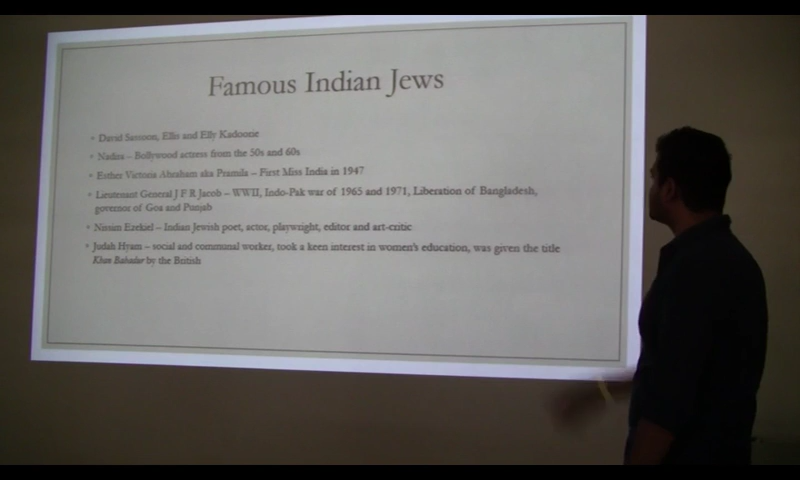 Famous Indian Jews
• David Sassoon, Ellis and Elly Kadoorie
• Nadira – Bollywood actress from the 50s and 60s
• Esther Victoria Abraham aka Pramila – First Miss India in 1947
• Lieutenant General J F R Jacob – WWII, Indo-Pak war of 1965 and 1971, Liberation of Bangladesh,
governor of Goa and Punjab
• Nissim Ezekiel – Indian Jewish poet, actor, playwright, editor and art-critic
• Judah Hyam – social and communal worker, took a keen interest in women's education, was given the title
Khan Bahadur by the British